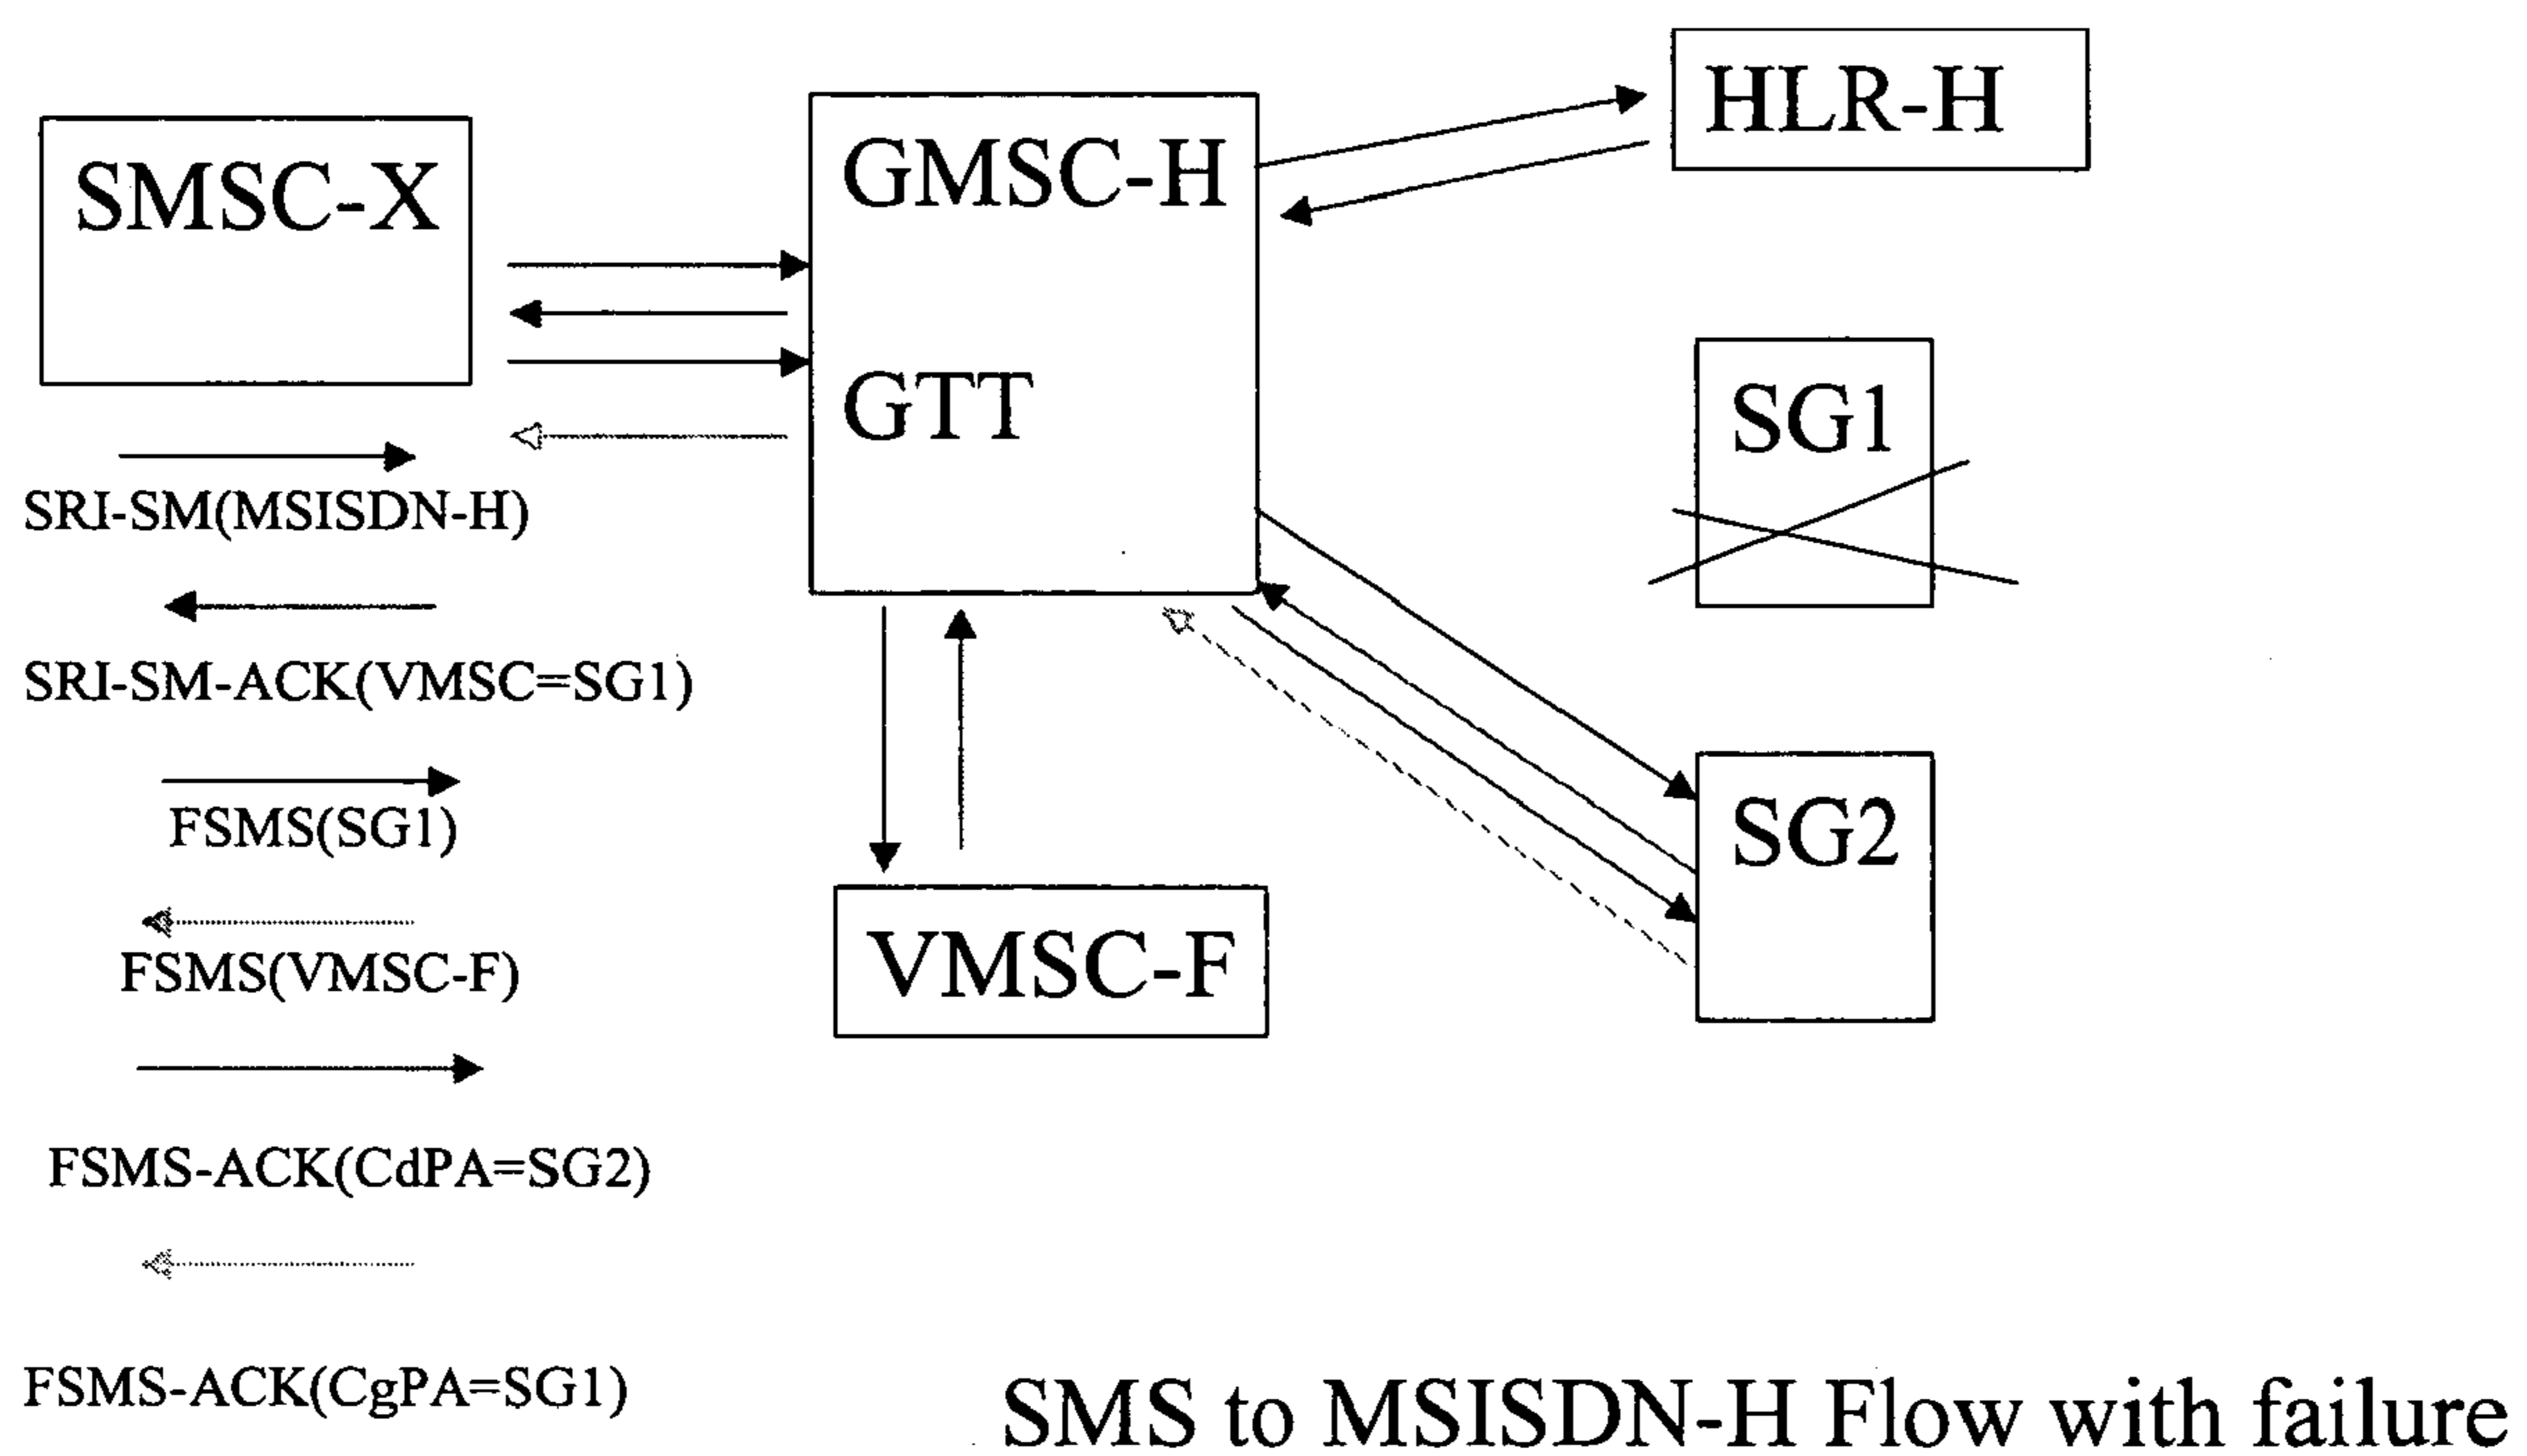 HLR-H
SMSC-X
GMSC-H
GTT
SG1
SRI-SM(MSISDN-H)
SRI-SM-ACK(VMSC=SG1)
FSMS(SG1)
SG2
FSMS(VMSC-F)
VMSC-F
FSMS-ACK(CdPA=SG2)
FSMS-ACK(CgPA=SG1)
SMS to MSISDN-H Flow with failure